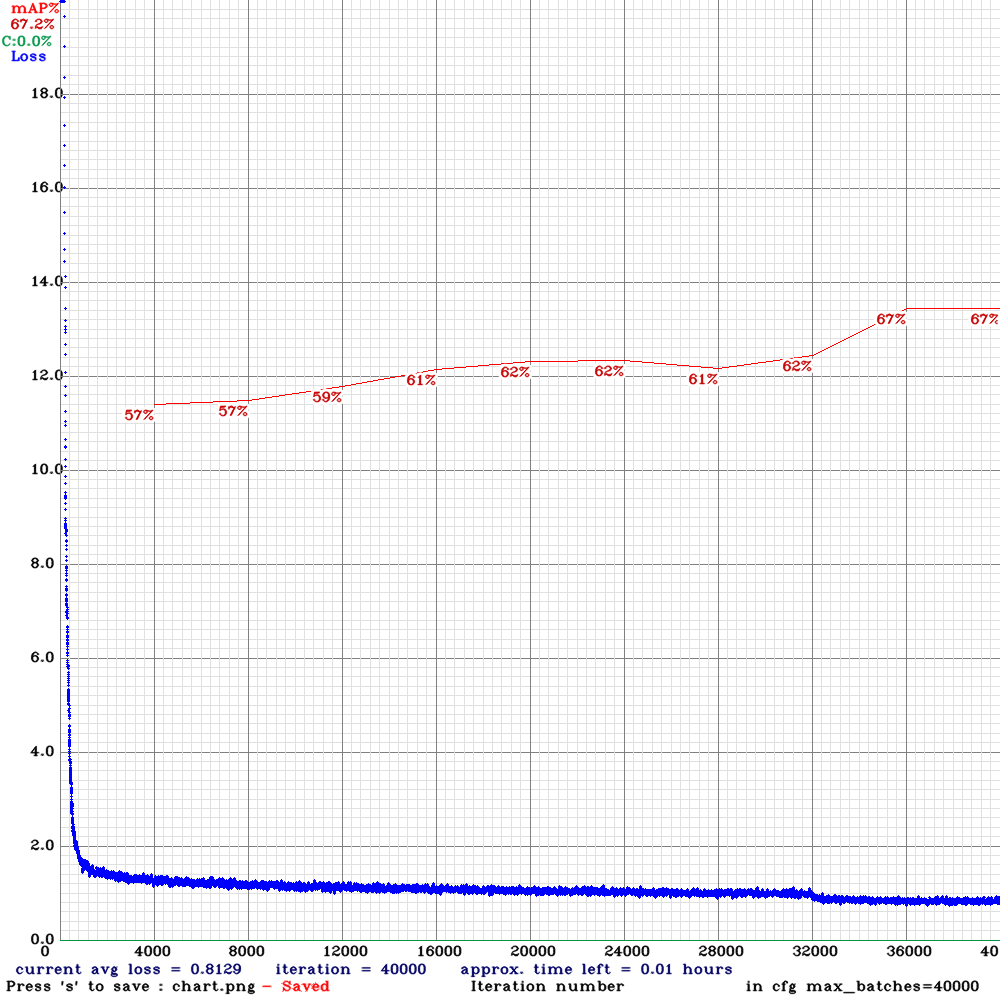 mAP%
67.2%
C:0.0%
Loss
18.0
16.0
14.0
12.0
10.0
8.0
6.0
4.0
2.0
0.0
57% 57% 59% 61% 62% 62% 61% 62% 67% 67%
0 4000 8000 12000 16000 20000 24000 28000 32000 36000 40
current avg loss = 0.8129 iteration = 40000 approx. time left = 0.01 hours
Press 's' to save : chart.png - Saved Iteration number in cfg max_batches=40000